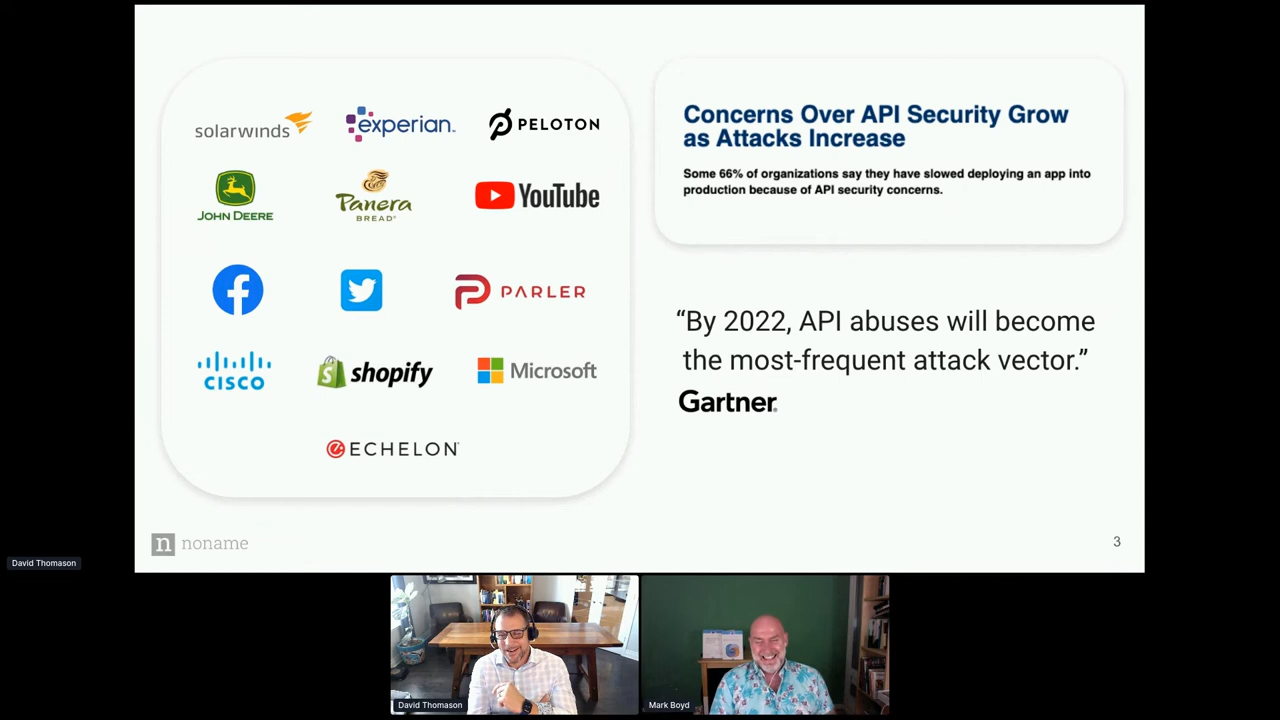 solarwinds
experian™
PELOTON
JOHN DEERE
Panera
BREAD®
YouTube
PARLER
CISCO
shopify
Microsoft
ECHELON
Concerns Over API Security Grow
as Attacks Increase
Some 66% of organizations say they have slowed deploying an app into
production because of API security concerns.
“By 2022, API abuses will become
the most-frequent attack vector.”
Gartner®
n noname
3
David Thomason
David Thomason
Mark Boyd